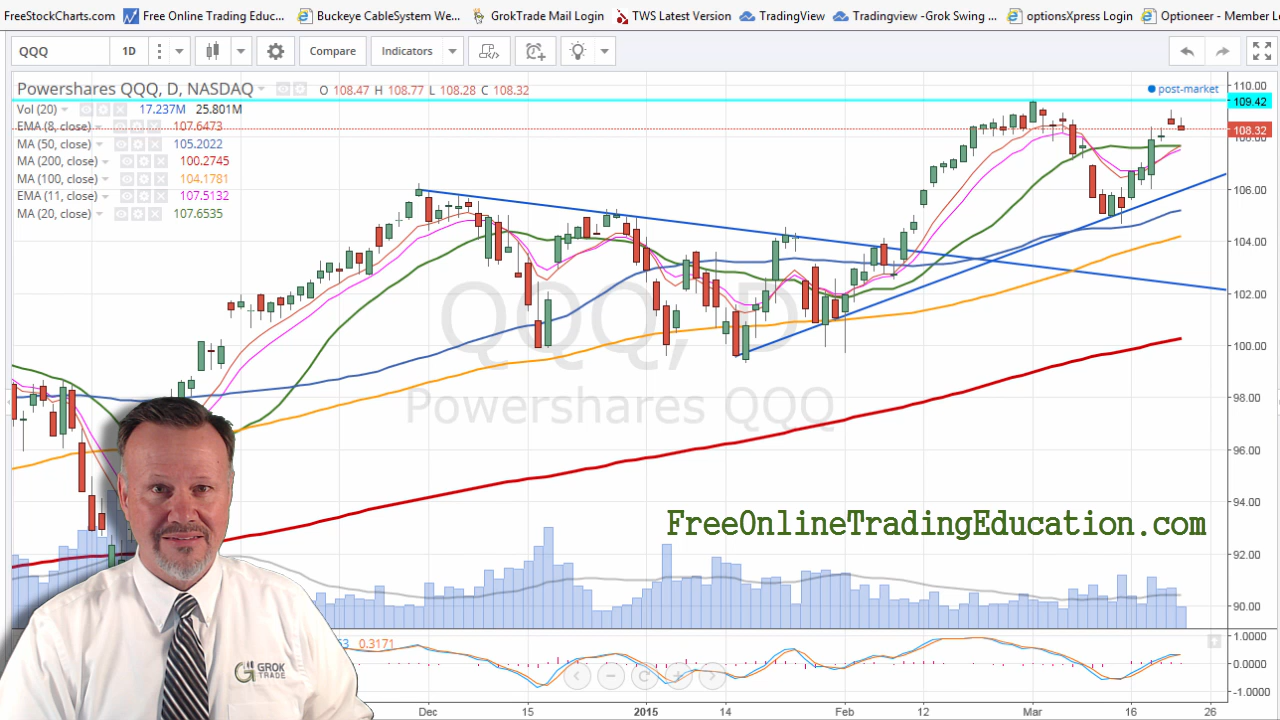 FreeStockCharts.com Free Online Trading Educ... Buckeye CableSystem We... GrokTrade Mail Login TWS Latest Version TradingView Tradingview -Grok Swing ... optionsXpress Login Optioneer - Member L
QQQ 1D Compare Indicators
Powershares QQQ, D, NASDAQ O 108.47 H 108.77 L 108.28 C 108.32
post-market
Vol (20) 17.237M 25.801M
EMA (8, close) 107.6473
MA (50, close) 105.2022
MA (200, close) 100.2745
MA (100, close) 104.1781
EMA (11, close) 107.5132
MA (20, close) 107.6535
110.00
109.42
108.32
108.00
106.00
104.00
102.00
100.00
98.00
96.00
94.00
92.00
90.00
QQQ, D
Powershares QQQ
FreeOnlineTradingEducation.com
0.3171
1.0000
0.0000
-1.0000
GROK
TRADE
Dec 15 2015 14 Feb 12 Mar 16 26